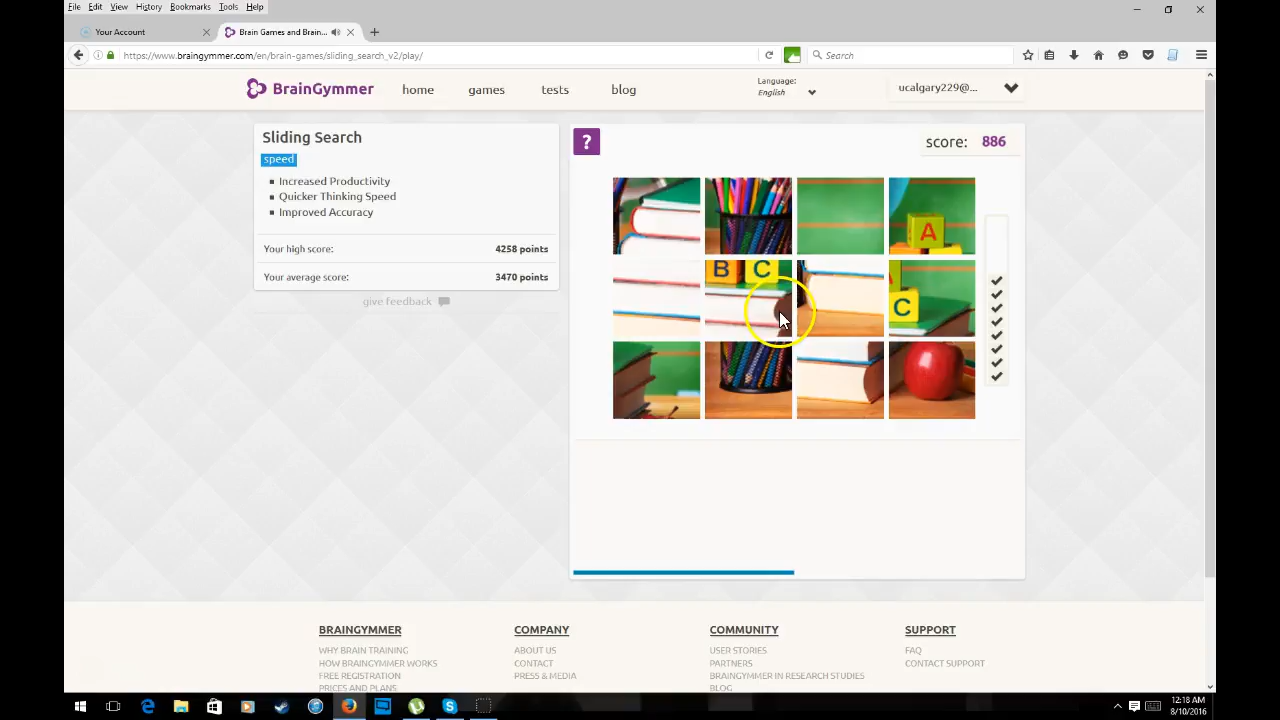 File Edit View History Bookmarks Tools Help
Your Account
Brain Games and Brain...
https://www.braingymmer.com/en/brain-games/sliding_search_v2/play/
Search
BrainGymmer
home games tests blog
Language:
English
ucalgary229@...
Sliding Search
speed
Increased Productivity
Quicker Thinking Speed
Improved Accuracy
Your high score: 4258 points
Your average score: 3470 points
give feedback
?
score: 886
A
B C
A
C
BRAINGYMMER
WHY BRAIN TRAINING
HOW BRAINGYMMER WORKS
FREE REGISTRATION
PRICES AND PLANS
COMPANY
ABOUT US
CONTACT
PRESS & MEDIA
COMMUNITY
USER STORIES
PARTNERS
BRAINGYMMER IN RESEARCH STUDIES
BLOG
SUPPORT
FAQ
CONTACT SUPPORT
12:18 AM
8/10/2016